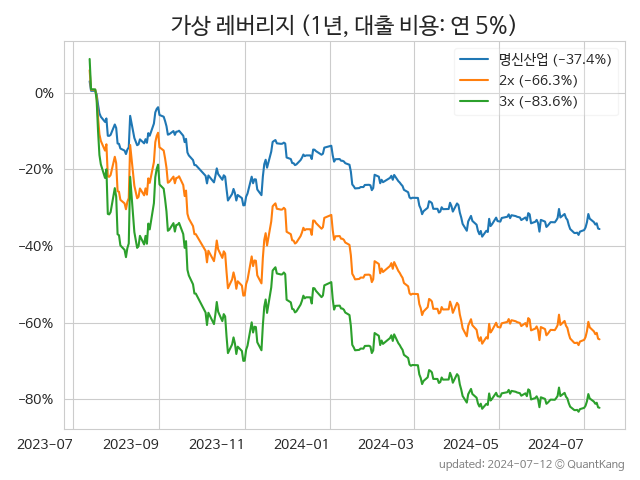 가상 레버리지 (1년, 대출 비용: 연 5%)
명신산업 (−37.4%)
2x (−66.3%)
3x (−83.6%)
0%
−20%
−40%
−60%
−80%
2023-07
2023-09
2023-11
2024-01
2024-03
2024-05
2024-07
updated: 2024-07-12 © QuantKang